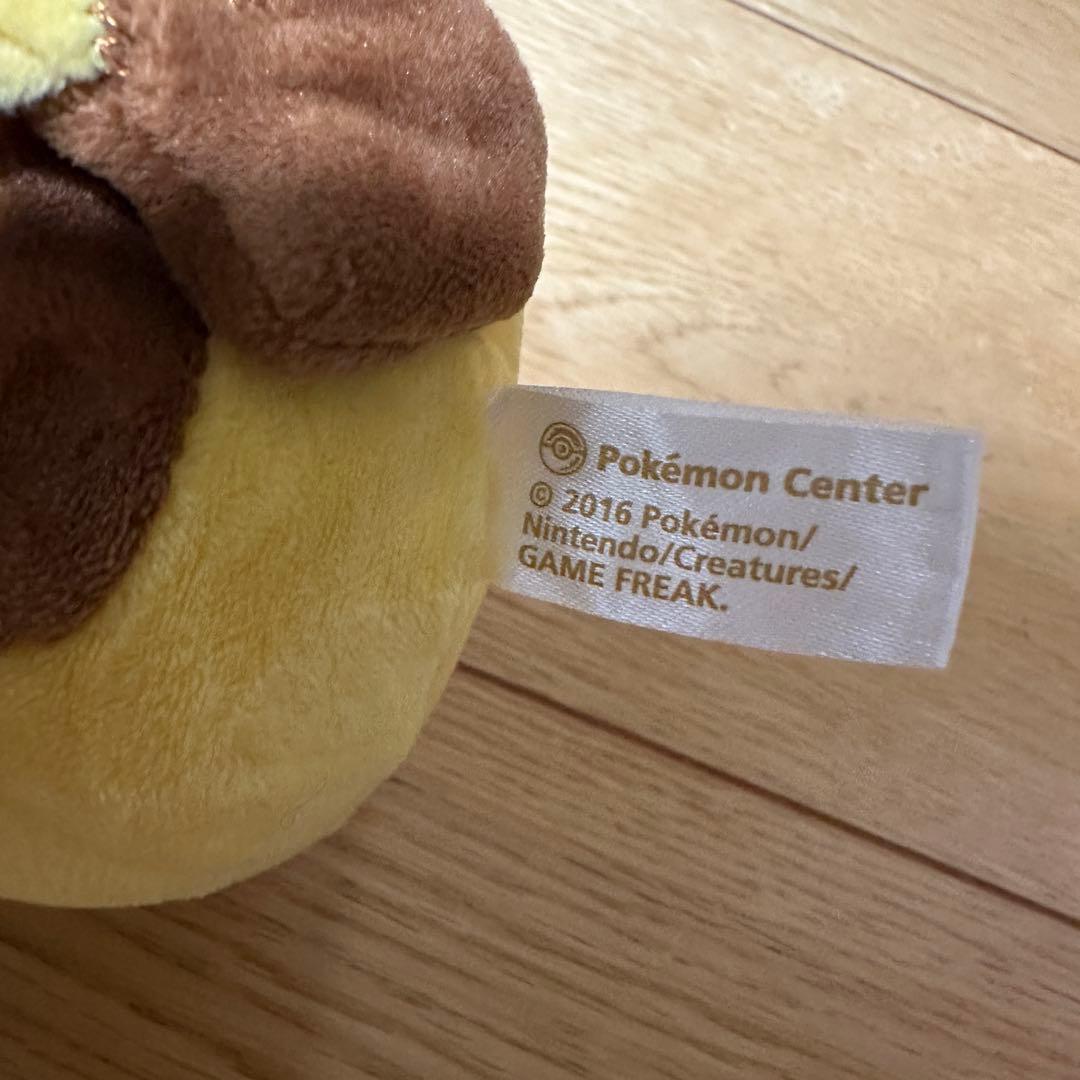 Pokémon Center
© 2016 Pokémon/
Nintendo/Creatures/
GAME FREAK.